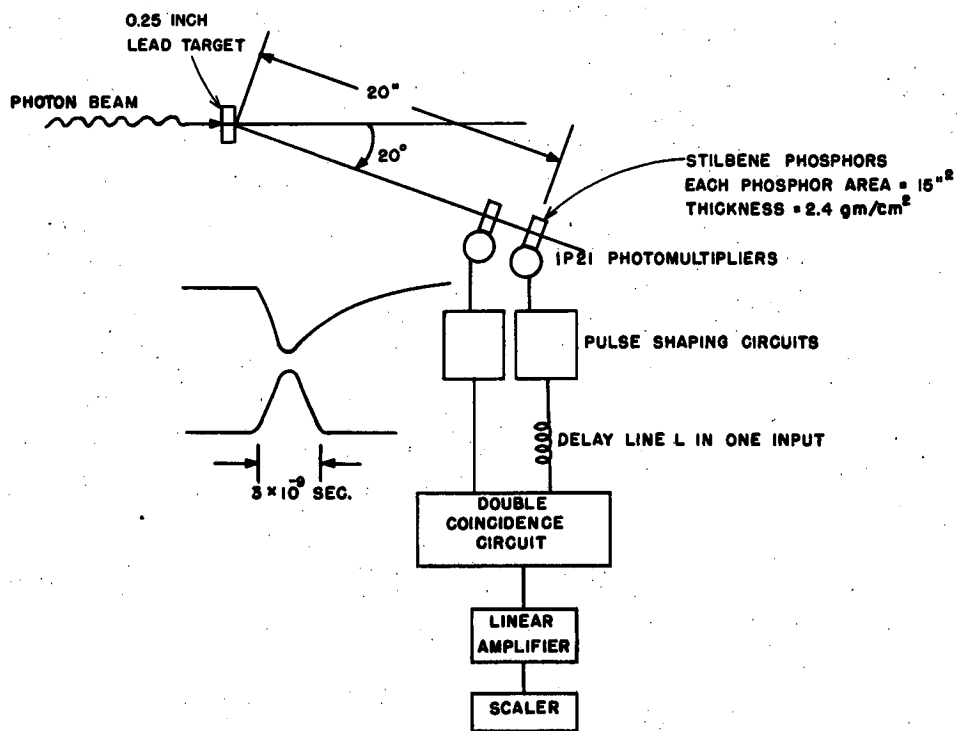 0.25 INCH
LEAD TARGET
PHOTON BEAM
20"
20°
STILBENE PHOSPHORS
EACH PHOSPHOR AREA = 15"²
THICKNESS = 2.4 gm/cm²
1P21 PHOTOMULTIPLIERS
PULSE SHAPING CIRCUITS
DELAY LINE L IN ONE INPUT
3 × 10⁻⁹ SEC.
DOUBLE
COINCIDENCE
CIRCUIT
LINEAR
AMPLIFIER
SCALER